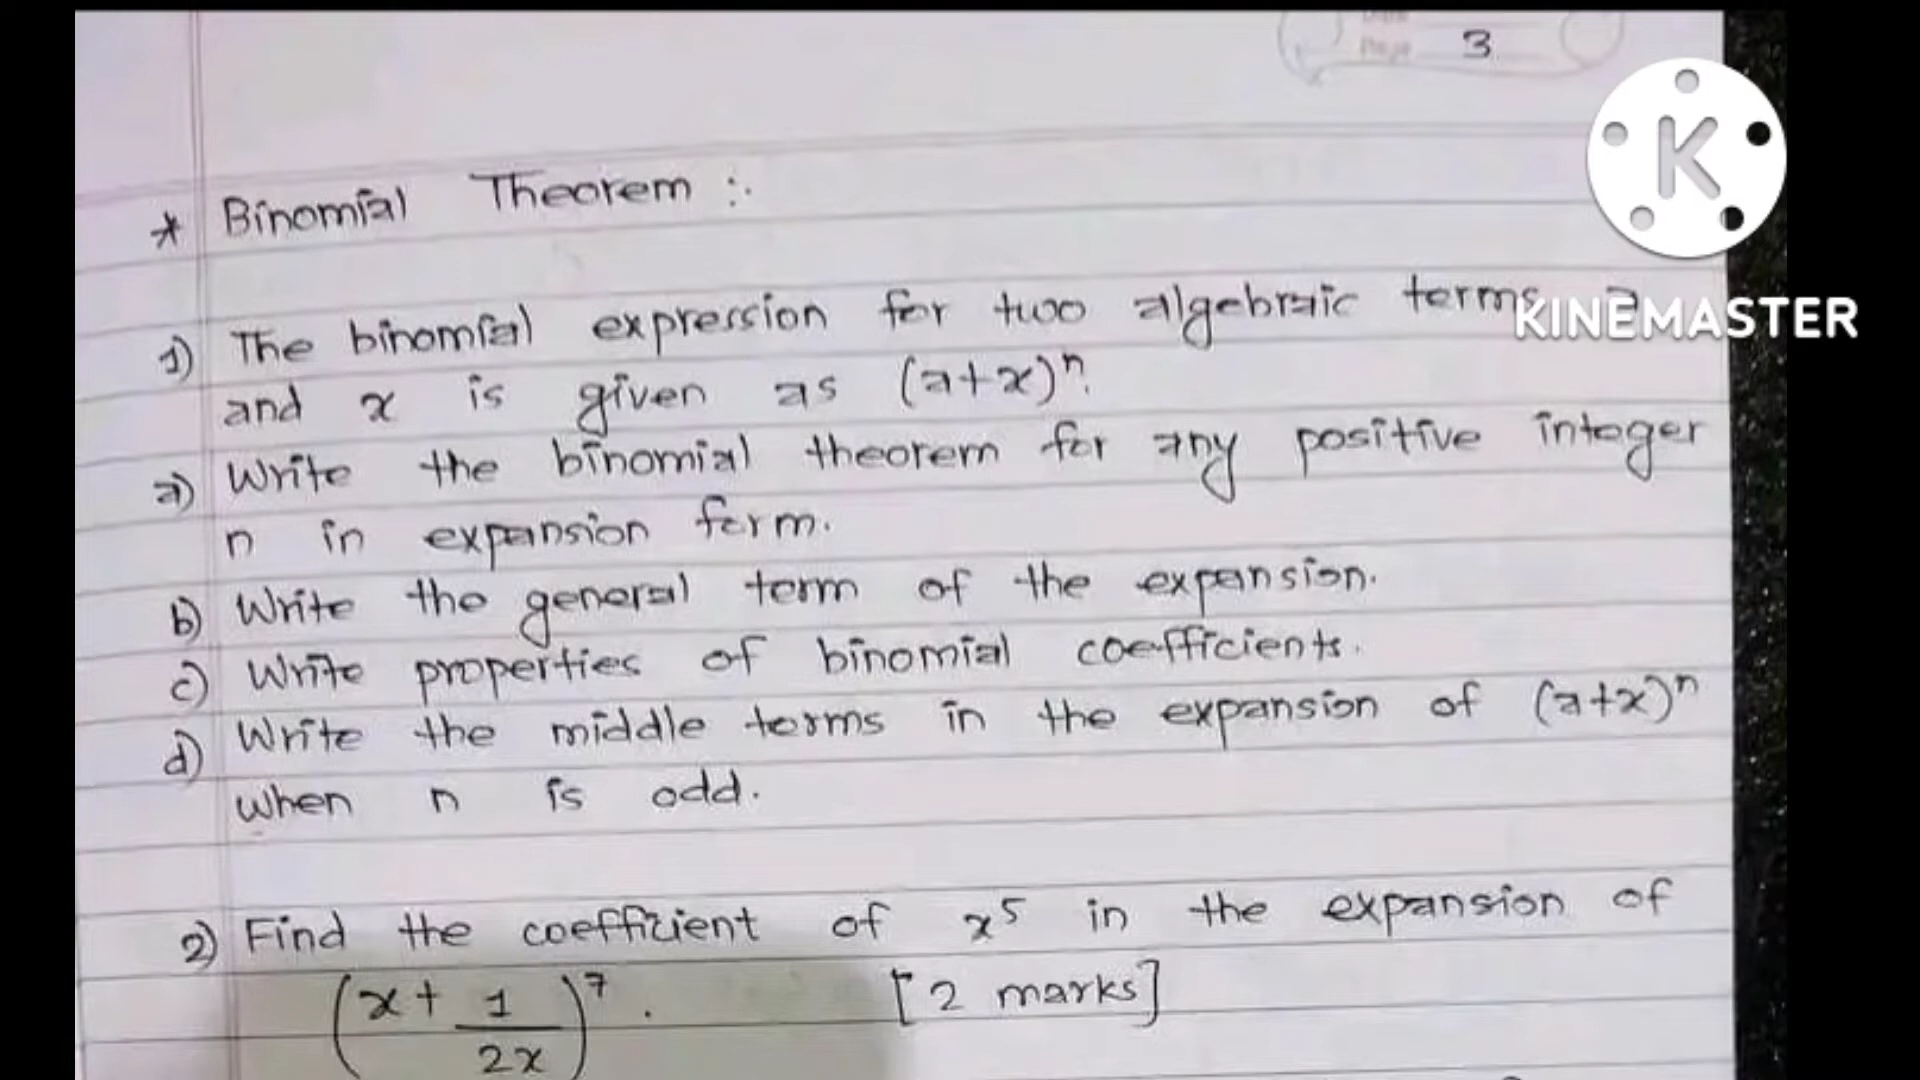 3
* Binomial Theorem :.
1) The binomial expression for two algebraic terms a
and x is given as (a+x)ⁿ.
a) Write the binomial theorem for any positive integer
n in expansion form.
b) Write the general term of the expansion.
c) Write properties of binomial coefficients.
d) Write the middle terms in the expansion of (a+x)ⁿ
when n is odd.
2) Find the coefficient of x⁵ in the expansion of
(x + 1/2x)⁷. [2 marks]
K
KINEMASTER